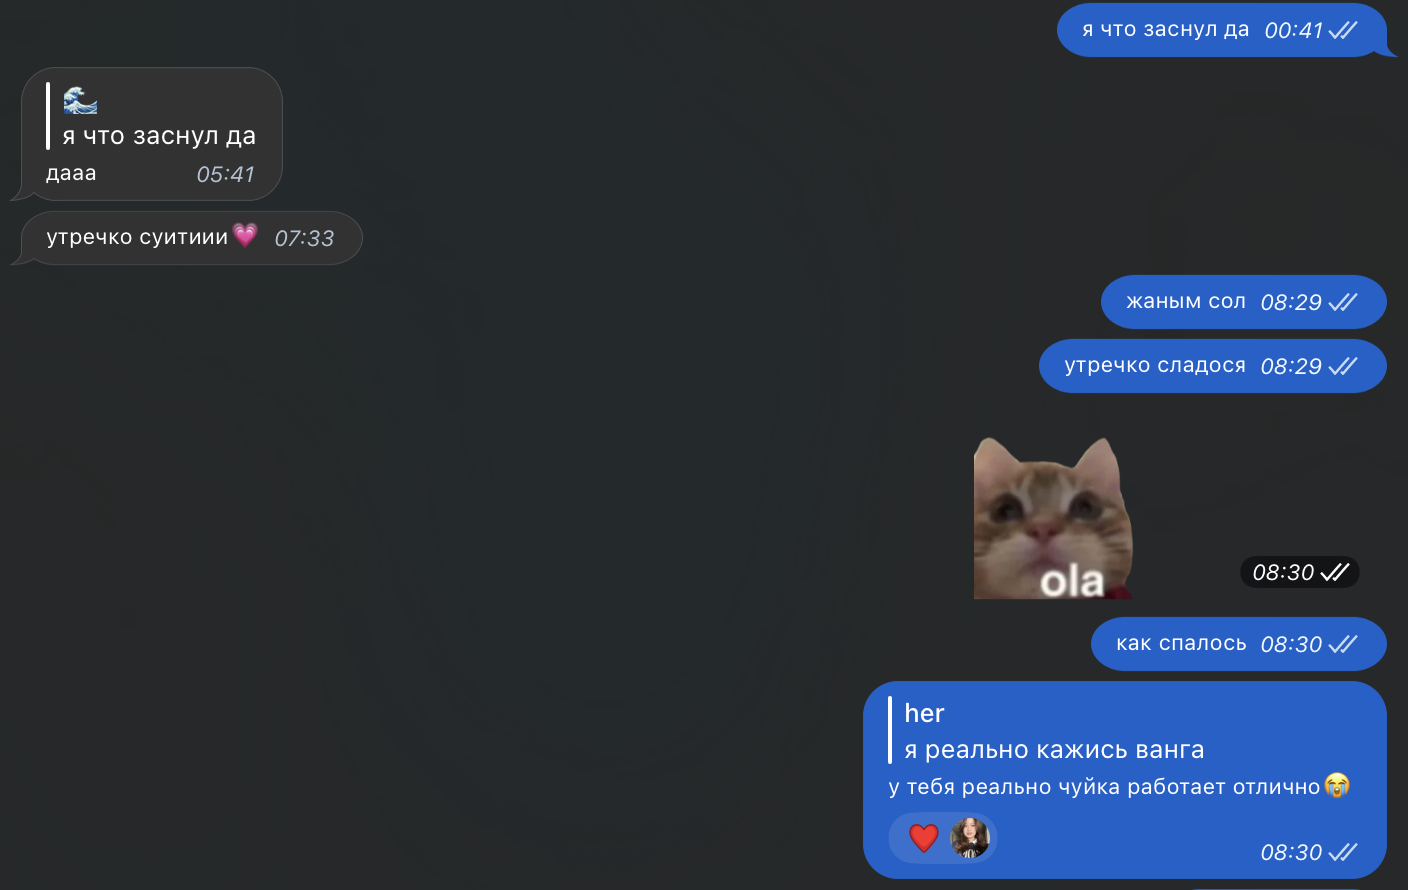 я что заснул да 00:41
🌊
я что заснул да
дааа 05:41
утречко суитиии💗 07:33
жаным сол 08:29
утречко сладося 08:29
ola
08:30
как спалось 08:30
her
я реально кажись ванга
у тебя реально чуйка работает отлично😭
❤️
08:30